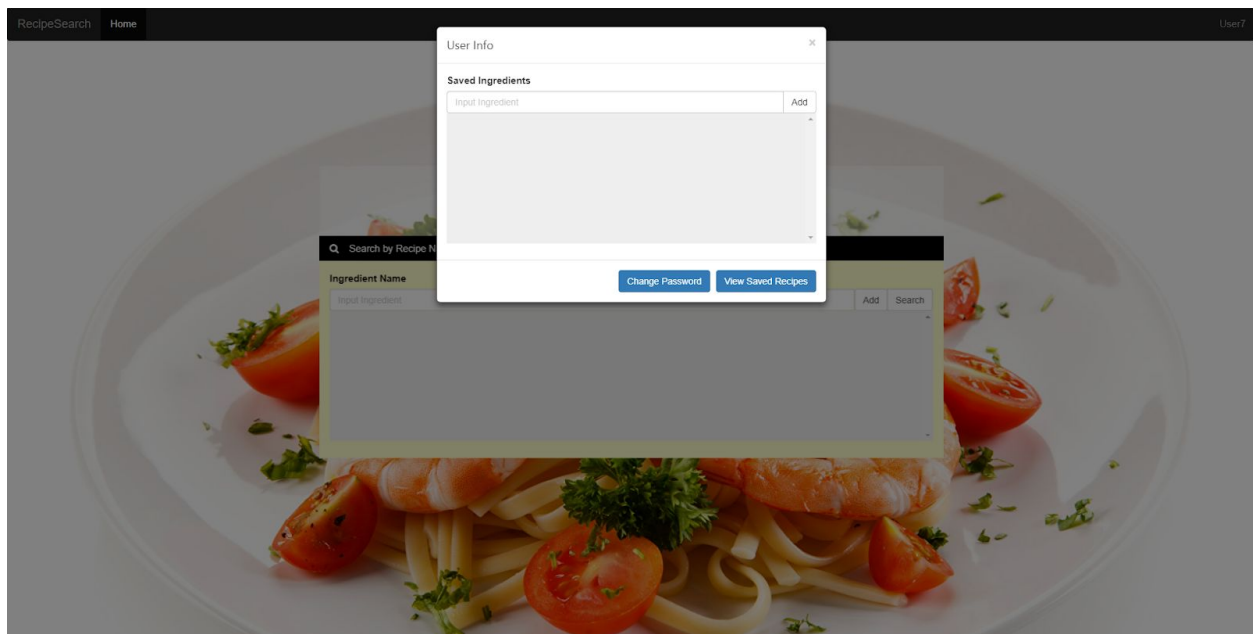 RecipeSearch Home User7
User Info ×
Saved Ingredients
Input Ingredient Add
Change Password View Saved Recipes
Search by Recipe N
Ingredient Name
Input Ingredient Add Search